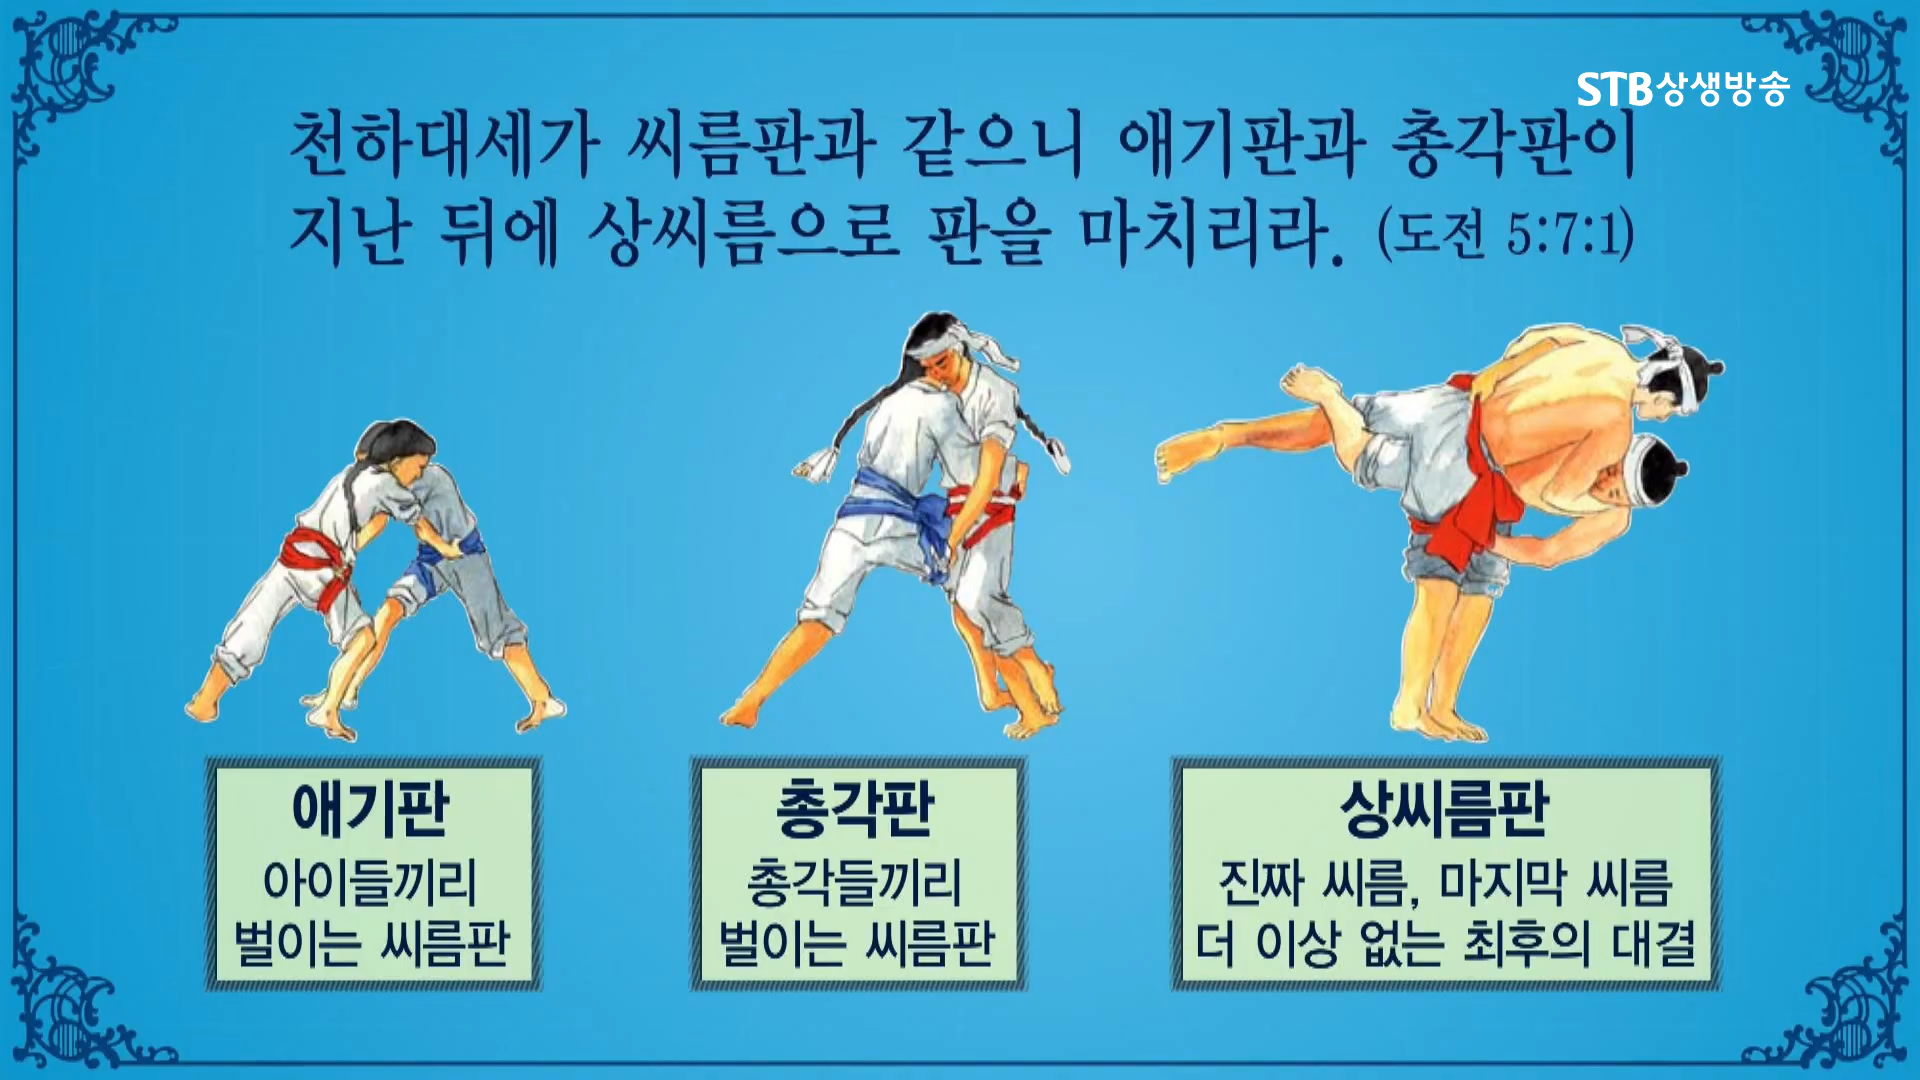 STB상생방송
천하대세가 씨름판과 같으니 애기판과 총각판이
지난 뒤에 상씨름으로 판을 마치리라. (도전 5:7:1)
애기판
아이들끼리
벌이는 씨름판
총각판
총각들끼리
벌이는 씨름판
상씨름판
진짜 씨름, 마지막 씨름
더 이상 없는 최후의 대결